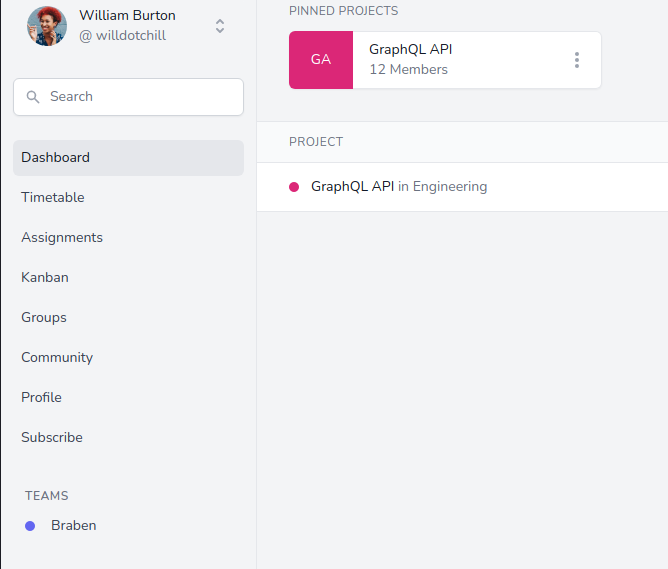 William Burton
@ willdotchill
Search
Dashboard
Timetable
Assignments
Kanban
Groups
Community
Profile
Subscribe
TEAMS
Braben
PINNED PROJECTS
GA
GraphQL API
12 Members
PROJECT
GraphQL API in Engineering